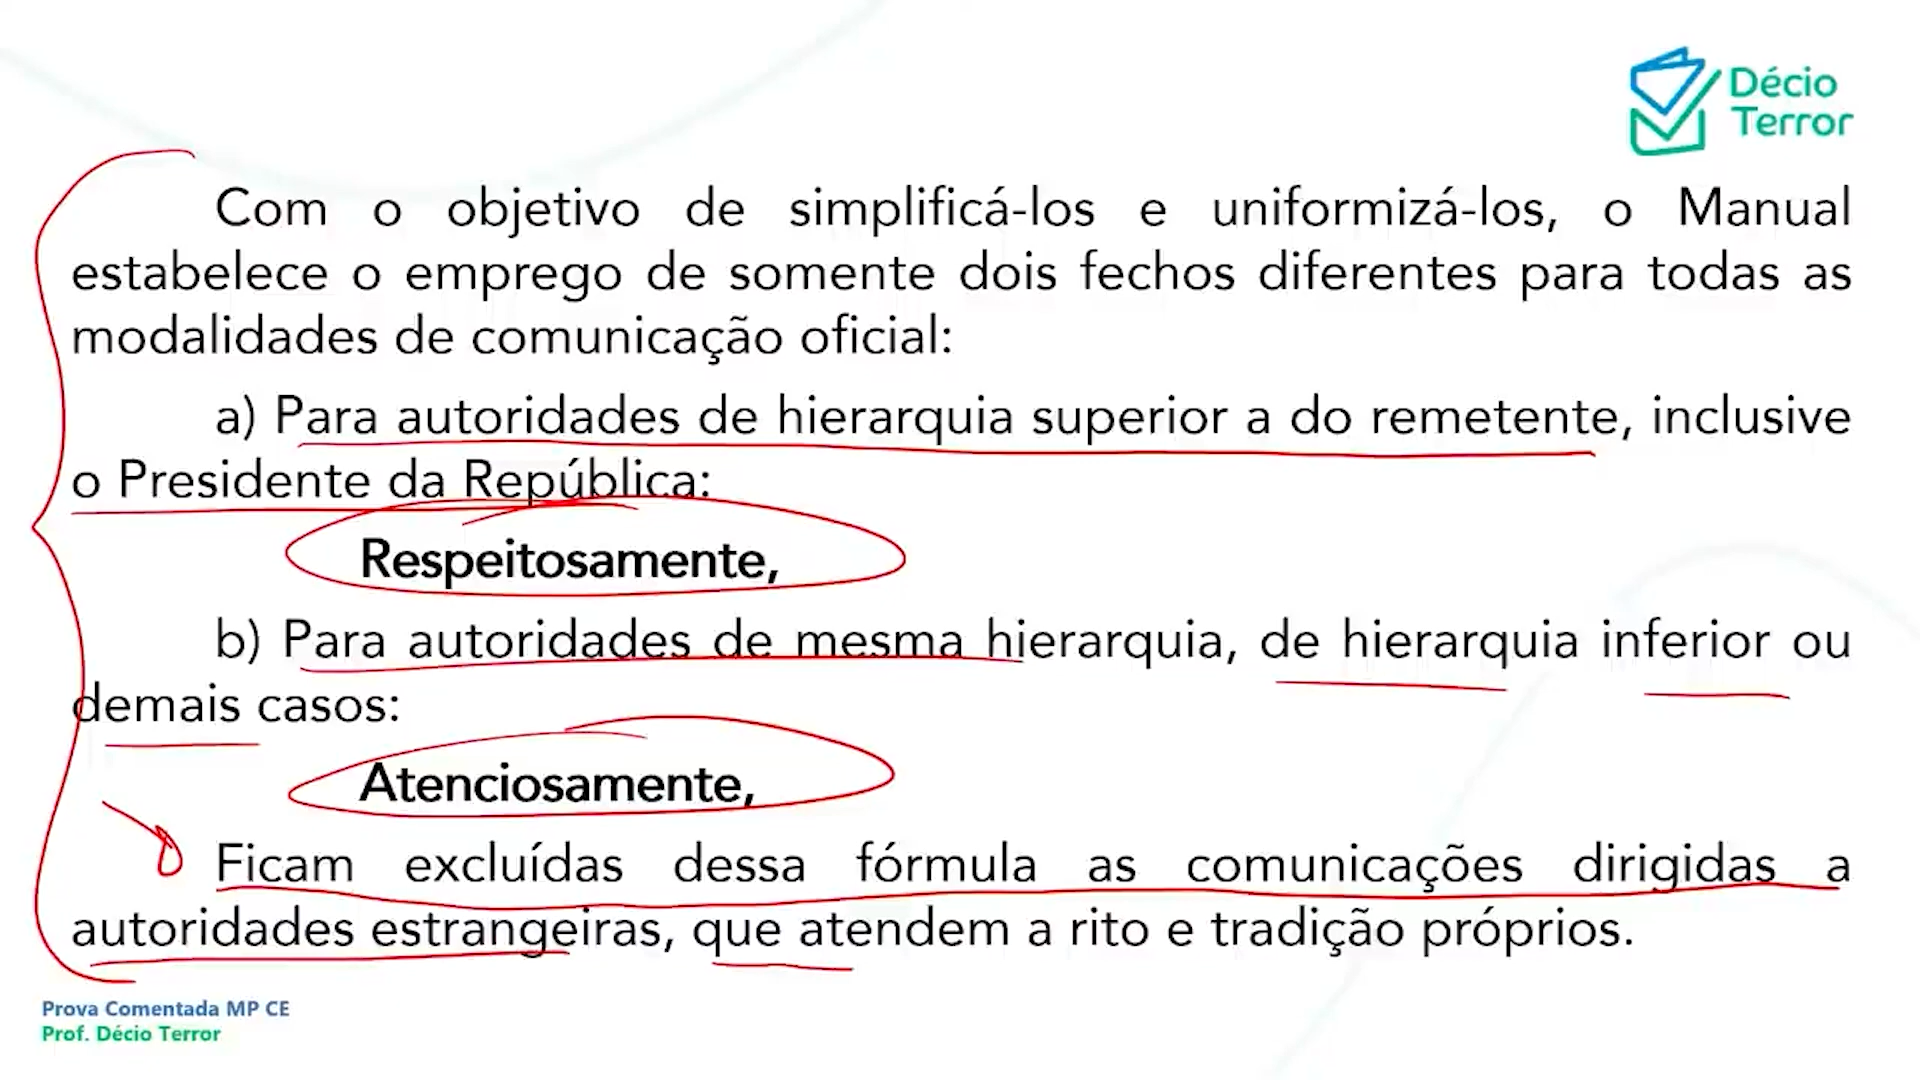 Décio
Terror
Com o objetivo de simplificá-los e uniformizá-los, o Manual
estabelece o emprego de somente dois fechos diferentes para todas as
modalidades de comunicação oficial:
a) Para autoridades de hierarquia superior a do remetente, inclusive
o Presidente da República:
Respeitosamente,
b) Para autoridades de mesma hierarquia, de hierarquia inferior ou
demais casos:
Atenciosamente,
Ficam excluídas dessa fórmula as comunicações dirigidas a
autoridades estrangeiras, que atendem a rito e tradição próprios.
Prova Comentada MP CE
Prof. Décio Terror